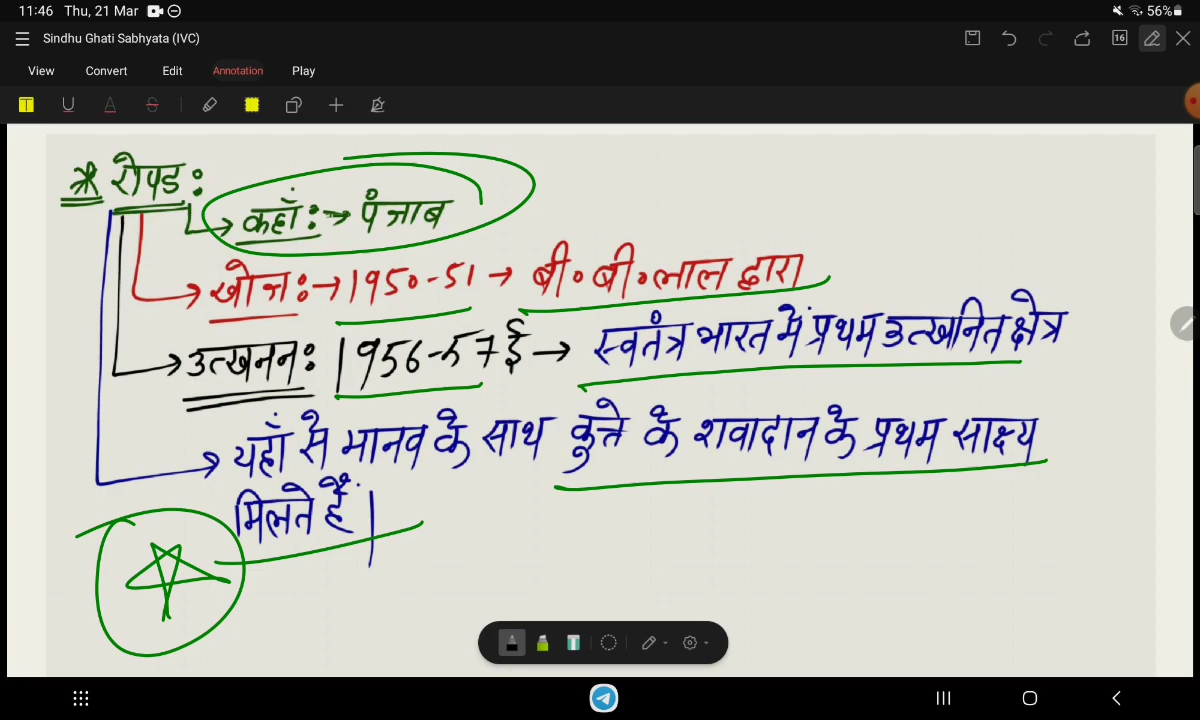 11:46 Thu, 21 Mar 56%
Sindhu Ghati Sabhyata (IVC) 16
View Convert Edit Annotation Play
T U A S
* रोपड़ :
→ कहाँ :→ पंजाब
→ खोज :→ 1950-51 → बी॰ बी॰ लाल द्वारा
→ उत्खनन : 1956-57ई → स्वतंत्र भारत में प्रथम उत्खनित क्षेत्र
→ यहाँ से मानव के साथ कुत्ते के शवादान के प्रथम साक्ष्य
मिलते हैं|